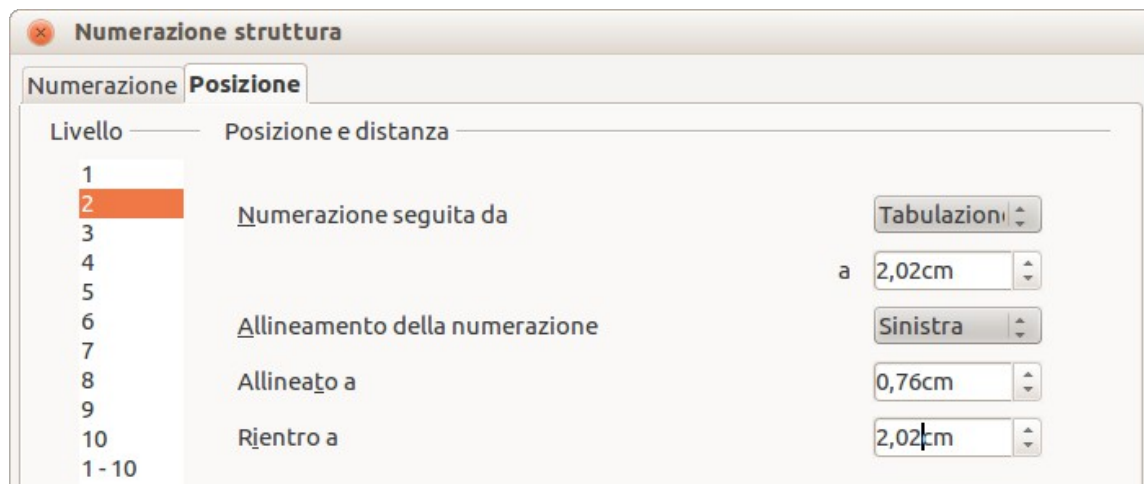 Numerazione struttura
Numerazione Posizione
Livello Posizione e distanza
1
2
3
4
5
6
7
8
9
10
1 - 10
Numerazione seguita da Tabulazion
a 2,02cm
Allineamento della numerazione Sinistra
Allineato a 0,76cm
Rientro a 2,02cm